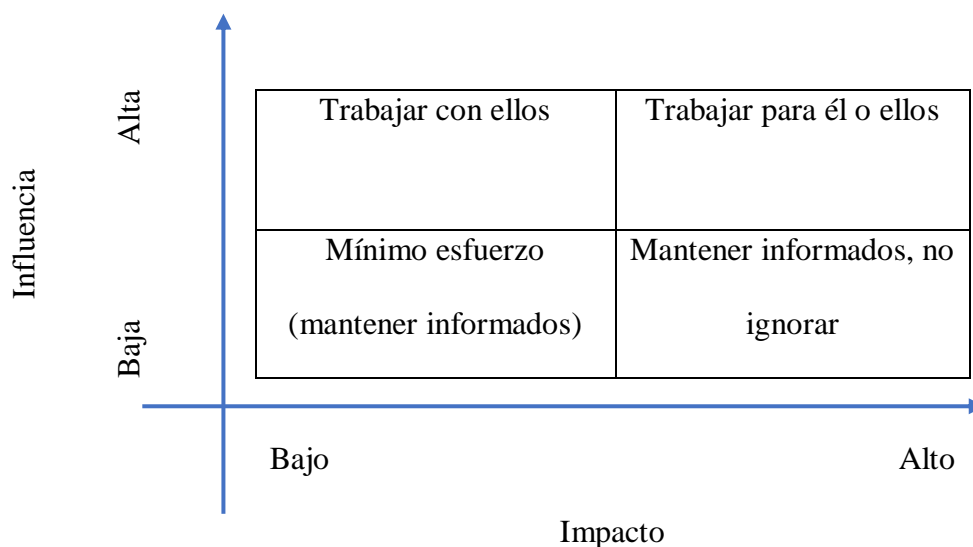 Influencia
Alta
Baja
Trabajar con ellos
Trabajar para él o ellos
Mínimo esfuerzo
(mantener informados)
Mantener informados, no
ignorar
Bajo
Alto
Impacto